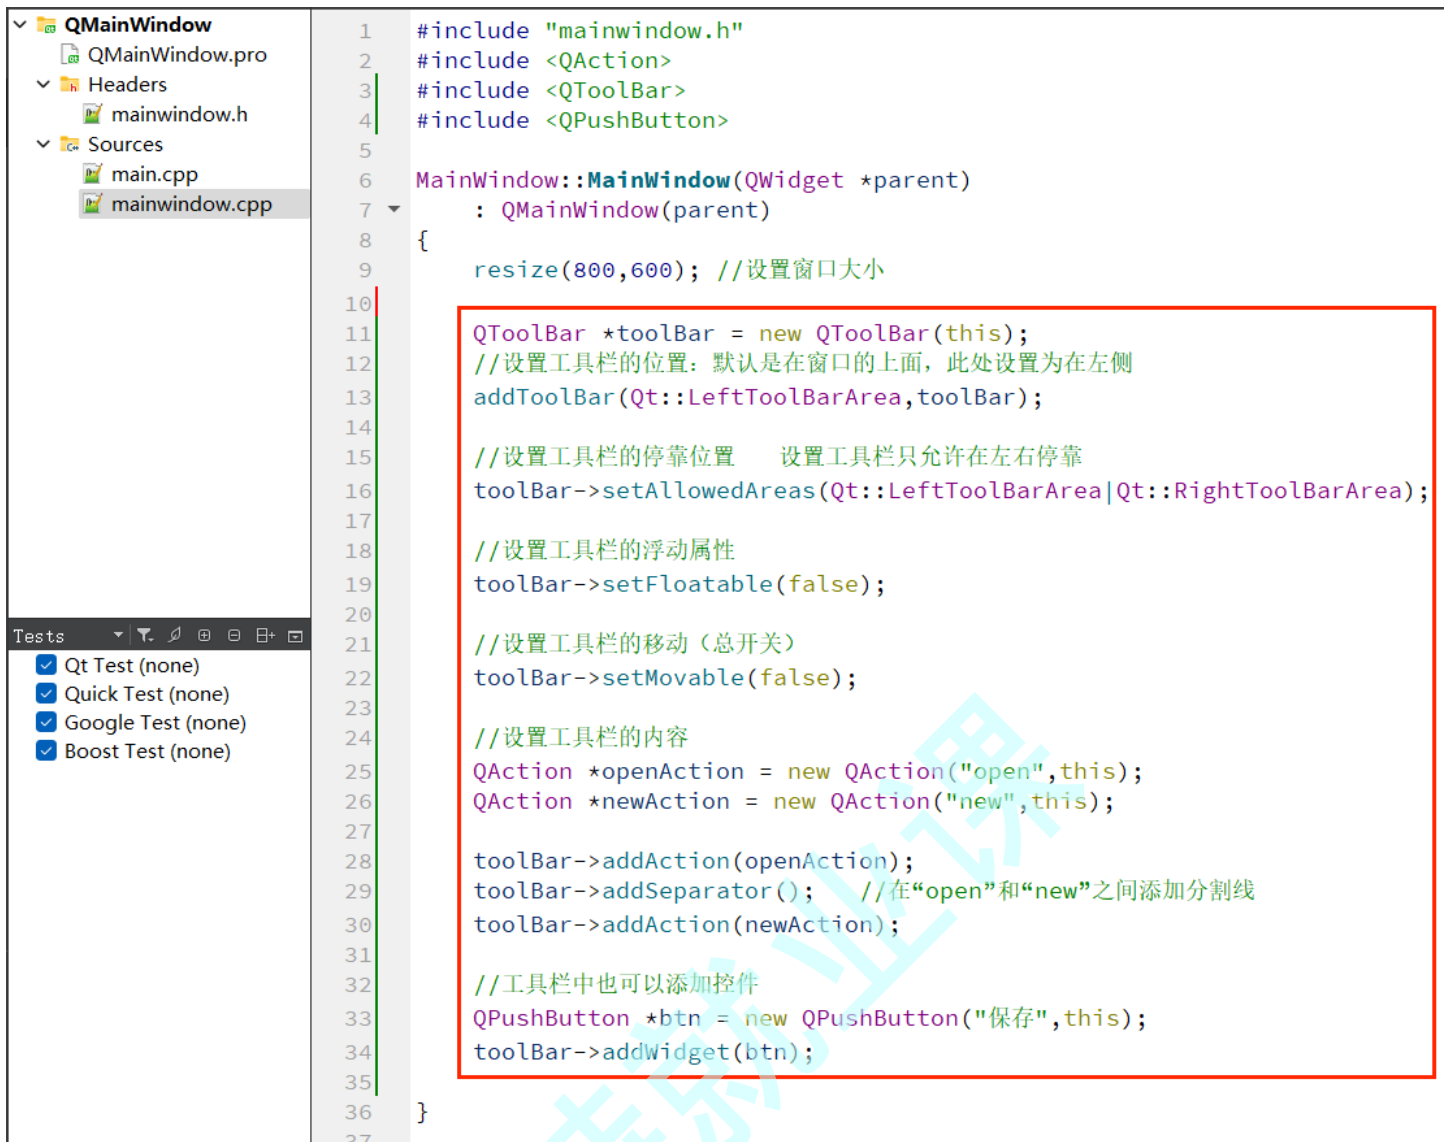 QMainWindow
QMainWindow.pro
Headers
mainwindow.h
Sources
main.cpp
mainwindow.cpp
Tests
Qt Test (none)
Quick Test (none)
Google Test (none)
Boost Test (none)
1 #include "mainwindow.h"
2 #include <QAction>
3 #include <QToolBar>
4 #include <QPushButton>
5
6 MainWindow::MainWindow(QWidget *parent)
7 : QMainWindow(parent)
8 {
9 resize(800,600); //设置窗口大小
10
11 QToolBar *toolBar = new QToolBar(this);
12 //设置工具栏的位置：默认是在窗口的上面，此处设置为在左侧
13 addToolBar(Qt::LeftToolBarArea,toolBar);
14
15 //设置工具栏的停靠位置 设置工具栏只允许在左右停靠
16 toolBar->setAllowedAreas(Qt::LeftToolBarArea|Qt::RightToolBarArea);
17
18 //设置工具栏的浮动属性
19 toolBar->setFloatable(false);
20
21 //设置工具栏的移动（总开关）
22 toolBar->setMovable(false);
23
24 //设置工具栏的内容
25 QAction *openAction = new QAction("open",this);
26 QAction *newAction = new QAction("new",this);
27
28 toolBar->addAction(openAction);
29 toolBar->addSeparator(); //在“open”和“new”之间添加分割线
30 toolBar->addAction(newAction);
31
32 //工具栏中也可以添加控件
33 QPushButton *btn = new QPushButton("保存",this);
34 toolBar->addWidget(btn);
35
36 }
37
就业课